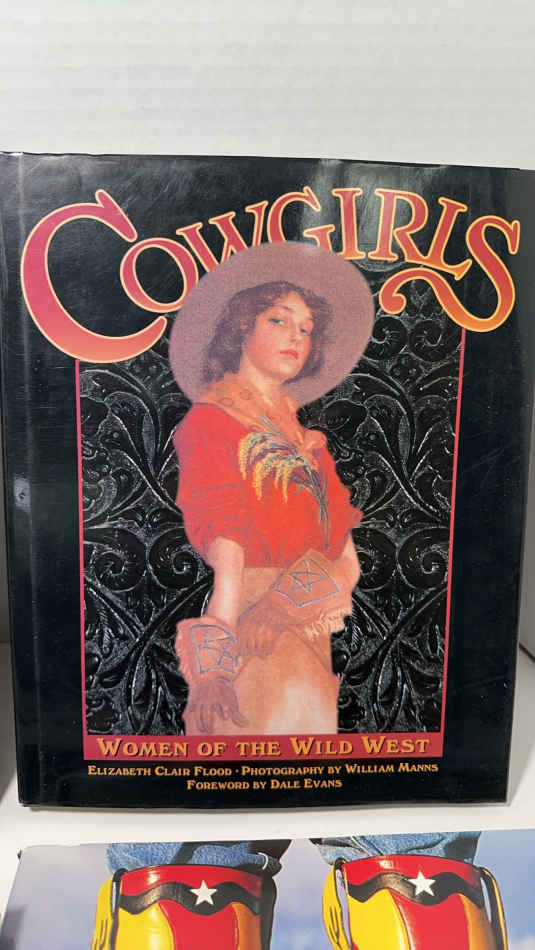 COWGIRLS
WOMEN OF THE WILD WEST
ELIZABETH CLAIR FLOOD · PHOTOGRAPHY BY WILLIAM MANNS
FOREWORD BY DALE EVANS